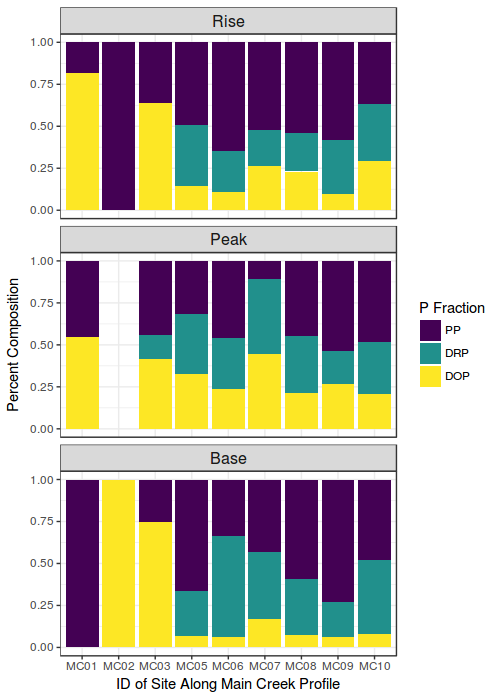 Rise
1.00
0.75
0.50
0.25
0.00
Peak
1.00
0.75
0.50
0.25
0.00
Base
1.00
0.75
0.50
0.25
0.00
MC01 MC02 MC03 MC05 MC06 MC07 MC08 MC09 MC10
ID of Site Along Main Creek Profile
Percent Composition
P Fraction
PP
DRP
DOP